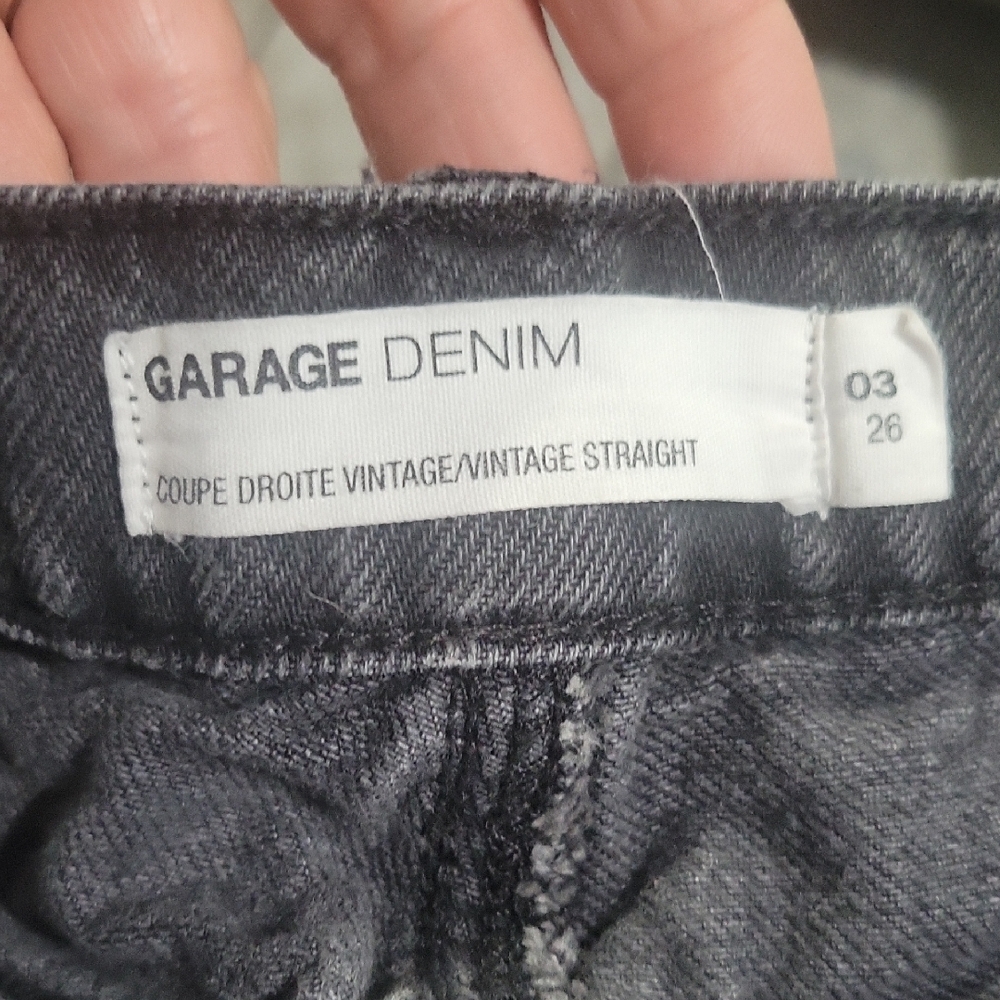 GARAGE DENIM
COUPE DROITE VINTAGE/VINTAGE STRAIGHT
03
26